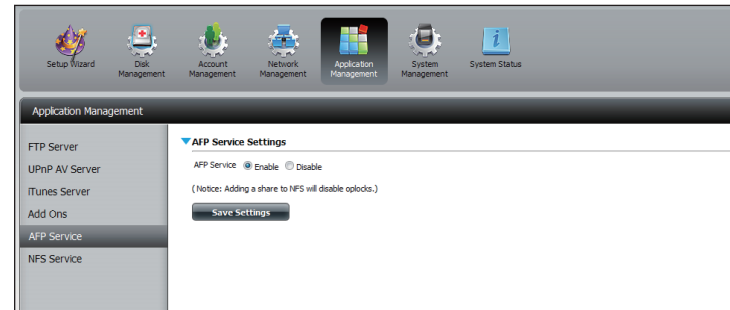 Setup Wizard
Disk Management
Account Management
Network Management
Application Management
System Management
System Status
Application Management
FTP Server
UPnP AV Server
iTunes Server
Add Ons
AFP Service
NFS Service
AFP Service Settings
AFP Service Enable Disable
(Notice: Adding a share to NFS will disable oplocks.)
Save Settings